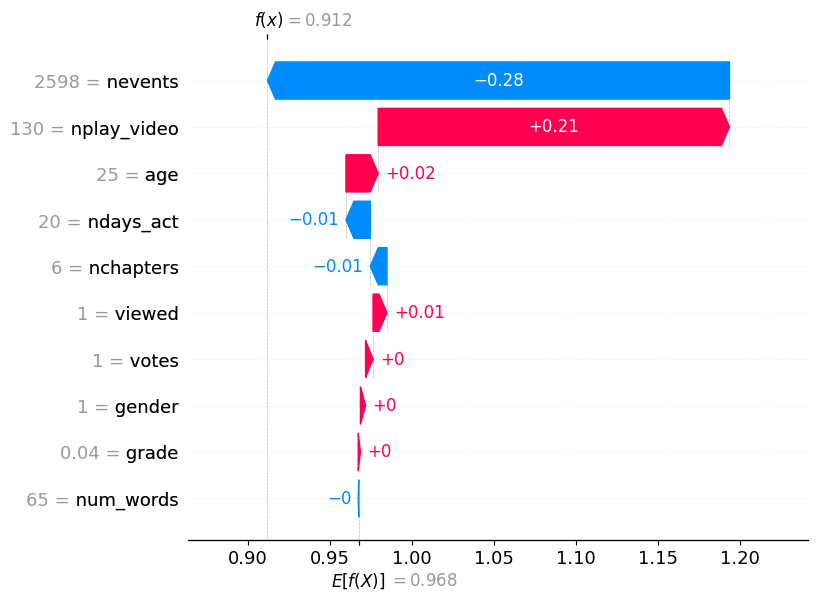 f(x) = 0.912
2598 = nevents
−0.28
130 = nplay_video
+0.21
25 = age
+0.02
20 = ndays_act
−0.01
6 = nchapters
−0.01
1 = viewed
+0.01
1 = votes
+0
1 = gender
+0
0.04 = grade
+0
65 = num_words
−0
0.90 0.95 1.00 1.05 1.10 1.15 1.20
E[f(X)] = 0.968